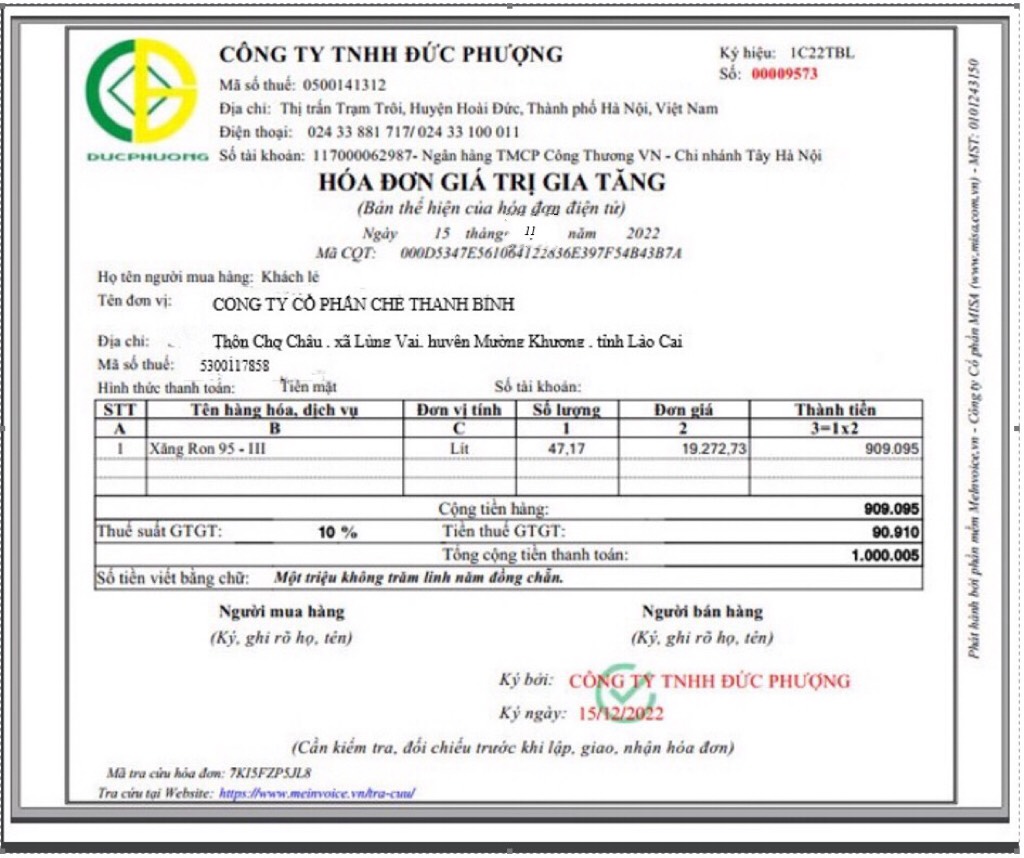 CÔNG TY TNHH ĐỨC PHƯỢNG
Ký hiệu: 1C22TBL
Số: 00009573
Mã số thuế: 0500141312
Địa chỉ: Thị trấn Trạm Trôi, Huyện Hoài Đức, Thành phố Hà Nội, Việt Nam
Điện thoại: 024 33 881 717/ 024 33 100 011
DUCPHUONG
Số tài khoản: 117000062987- Ngân hàng TMCP Công Thương VN - Chi nhánh Tây Hà Nội
HÓA ĐƠN GIÁ TRỊ GIA TĂNG
(Bản thể hiện của hóa đơn điện tử)
Ngày 15 tháng 11 năm 2022
Mã CQT:
Họ tên người mua hàng: Khách lẻ
Tên đơn vị: CÔNG TY CỔ PHẦN CHÈ THANH BÌNH
Địa chỉ: Thôn Chợ Châu . xã Lùng Vai. huyện Mường Khương . tỉnh Lào Cai
Mã số thuế: 5300117858
Hình thức thanh toán: Tiền mặt Số tài khoản:
STT Tên hàng hóa, dịch vụ Đơn vị tính Số lượng Đơn giá Thành tiền
A B C 1 2 3=1x2
1 Xăng Ron 95 - III Lít 47,17 19.272,73 909.095
Cộng tiền hàng: 909.095
Thuế suất GTGT: 10 % Tiền thuế GTGT: 90.910
Tổng cộng tiền thanh toán: 1.000.005
Số tiền viết bằng chữ: Một triệu không trăm linh năm đồng chẵn.
Người mua hàng Người bán hàng
(Ký, ghi rõ họ, tên) (Ký, ghi rõ họ, tên)
Ký bởi: CÔNG TY TNHH ĐỨC PHƯỢNG
Ký ngày: 15/12/2022
(Cần kiểm tra, đối chiếu trước khi lập, giao, nhận hóa đơn)
Mã tra cứu hóa đơn: 7KI5FZP5JL8
Tra cứu tại Website: https://www.meinvoice.vn/tra-cuu/
Phát hành bởi phần mềm MeInvoice.vn - Công ty Cổ phần MISA (www.misa.com.vn) - MST: 0101243150